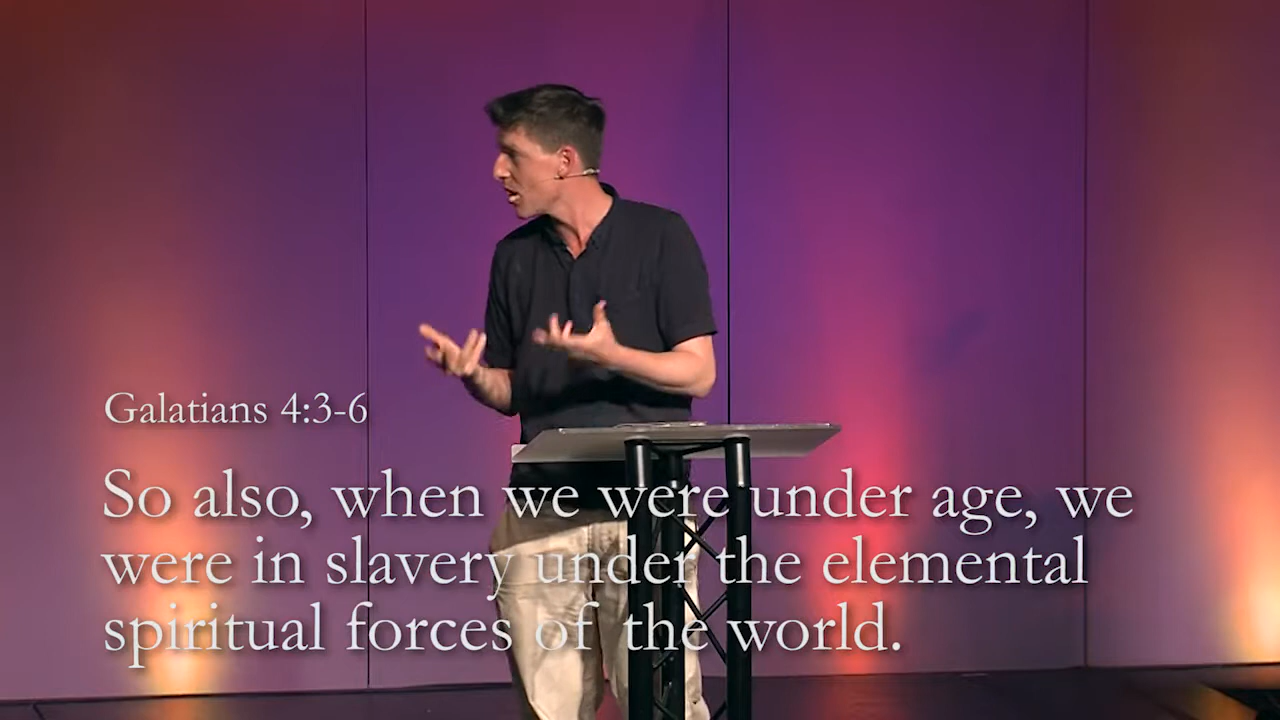 Galatians 4:3-6
So also, when we were under age, we
were in slavery under the elemental
spiritual forces of the world.